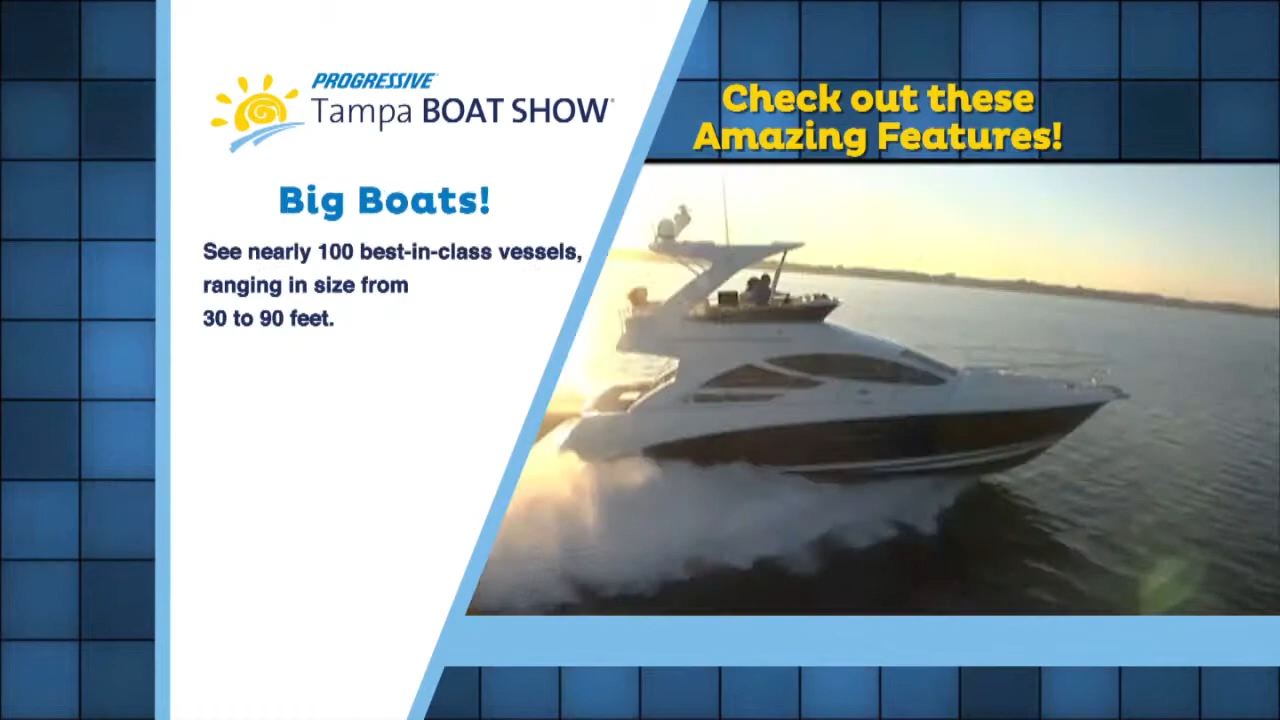 PROGRESSIVE
Tampa BOAT SHOW
Big Boats!
See nearly 100 best-in-class vessels,
ranging in size from
30 to 90 feet.
Check out these
Amazing Features!